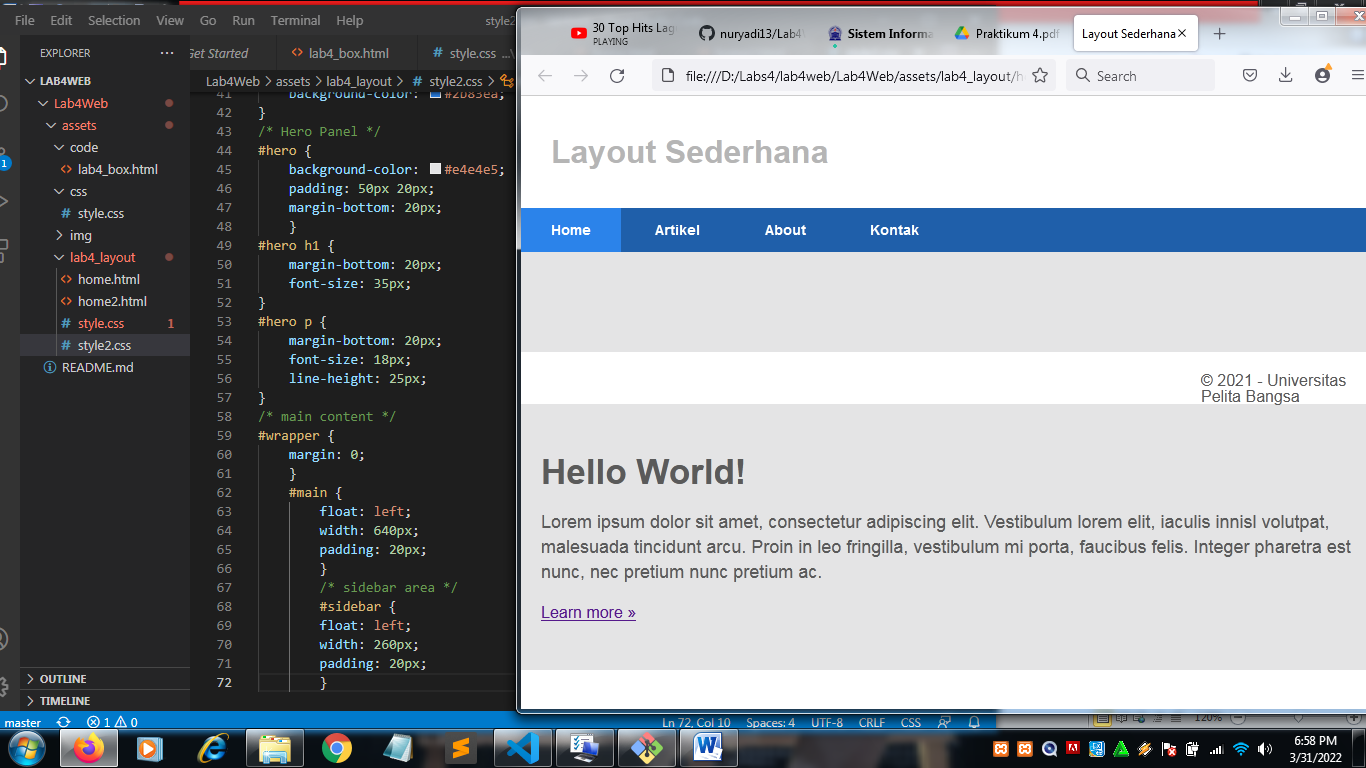 File Edit Selection View Go Run Terminal Help
style2
EXPLORER
LAB4WEB
Lab4Web
assets
code
lab4_box.html
css
style.css
img
lab4_layout
home.html
home2.html
style.css 1
style2.css
README.md
OUTLINE
TIMELINE
1
Get Started lab4_box.html style.css ...\
Lab4Web > assets > lab4_layout > style2.css >
41 background-color: #2b83ea;
42 }
43 /* Hero Panel */
44 #hero {
45 background-color: #e4e4e5;
46 padding: 50px 20px;
47 margin-bottom: 20px;
48 }
49 #hero h1 {
50 margin-bottom: 20px;
51 font-size: 35px;
52 }
53 #hero p {
54 margin-bottom: 20px;
55 font-size: 18px;
56 line-height: 25px;
57 }
58 /* main content */
59 #wrapper {
60 margin: 0;
61 }
62 #main {
63 float: left;
64 width: 640px;
65 padding: 20px;
66 }
67 /* sidebar area */
68 #sidebar {
69 float: left;
70 width: 260px;
71 padding: 20px;
72 }
master 1 0 Ln 72, Col 10 Spaces: 4 UTF-8 CRLF CSS
30 Top Hits Lag
PLAYING
nuryadi13/Lab4
Sistem Informa
Praktikum 4.pdf
Layout Sederhana
file:///D:/Labs4/lab4web/Lab4Web/assets/lab4_layout/h
Search
Layout Sederhana
Home Artikel About Kontak
© 2021 - Universitas
Pelita Bangsa
Hello World!
Lorem ipsum dolor sit amet, consectetur adipiscing elit. Vestibulum lorem elit, iaculis innisl volutpat,
malesuada tincidunt arcu. Proin in leo fringilla, vestibulum mi porta, faucibus felis. Integer pharetra est
nunc, nec pretium nunc pretium ac.
Learn more »
120%
6:58 PM
3/31/2022